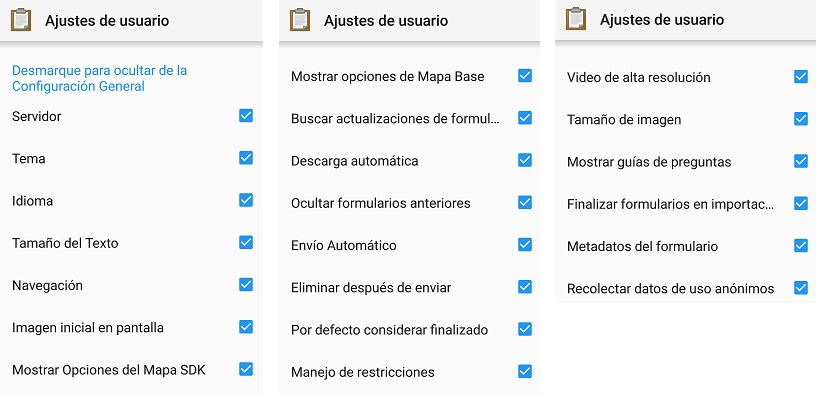 Ajustes de usuario
Desmarque para ocultar de la
Configuración General
Servidor
Tema
Idioma
Tamaño del Texto
Navegación
Imagen inicial en pantalla
Mostrar Opciones del Mapa SDK
Ajustes de usuario
Mostrar opciones de Mapa Base
Buscar actualizaciones de formul...
Descarga automática
Ocultar formularios anteriores
Envío Automático
Eliminar después de enviar
Por defecto considerar finalizado
Manejo de restricciones
Ajustes de usuario
Video de alta resolución
Tamaño de imagen
Mostrar guías de preguntas
Finalizar formularios en importac...
Metadatos del formulario
Recolectar datos de uso anónimos